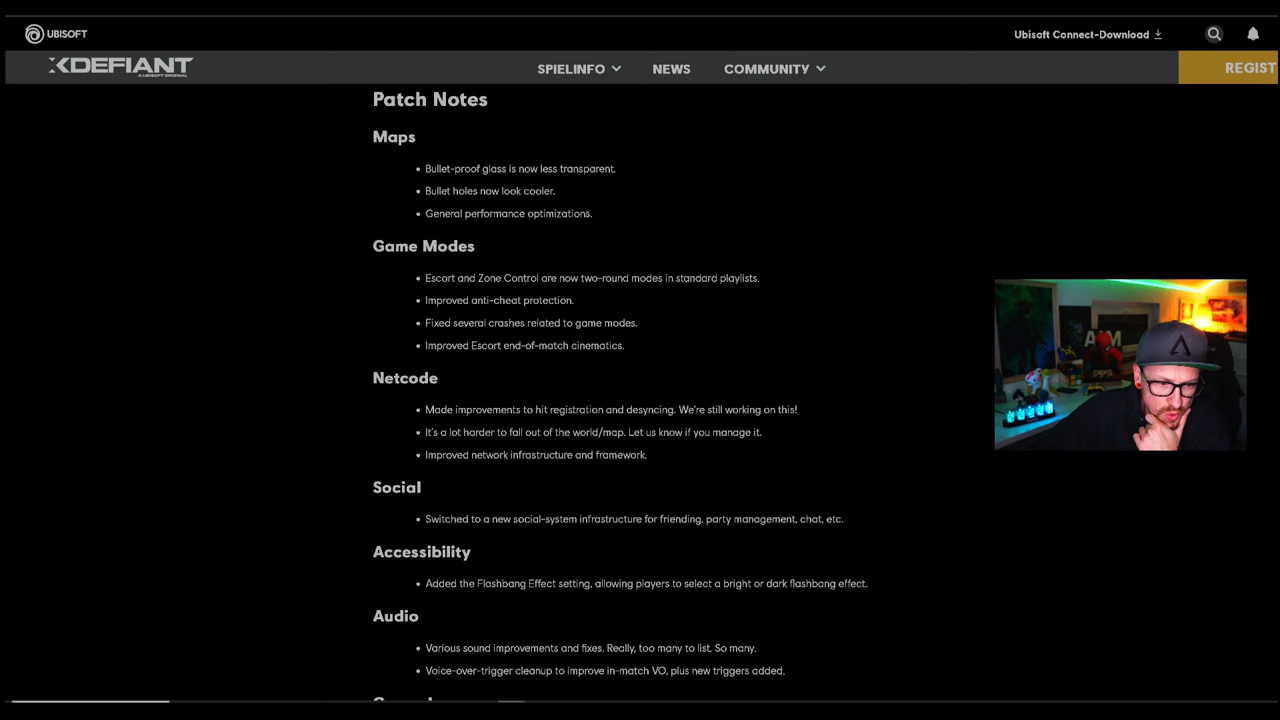 UBISOFT
Ubisoft Connect-Download
XDEFIANT
A UBISOFT ORIGINAL
SPIELINFO
NEWS
COMMUNITY
REGIST
Patch Notes
Maps
• Bullet-proof glass is now less transparent.
• Bullet holes now look cooler.
• General performance optimizations.
Game Modes
• Escort and Zone Control are now two-round modes in standard playlists.
• Improved anti-cheat protection.
• Fixed several crashes related to game modes.
• Improved Escort end-of-match cinematics.
Netcode
• Made improvements to hit registration and desyncing. We're still working on this!
• It's a lot harder to fall out of the world/map. Let us know if you manage it.
• Improved network infrastructure and framework.
Social
• Switched to a new social-system infrastructure for friending, party management, chat, etc.
Accessibility
• Added the Flashbang Effect setting, allowing players to select a bright or dark flashbang effect.
Audio
• Various sound improvements and fixes. Really, too many to list. So many.
• Voice-over-trigger cleanup to improve in-match VO, plus new triggers added.